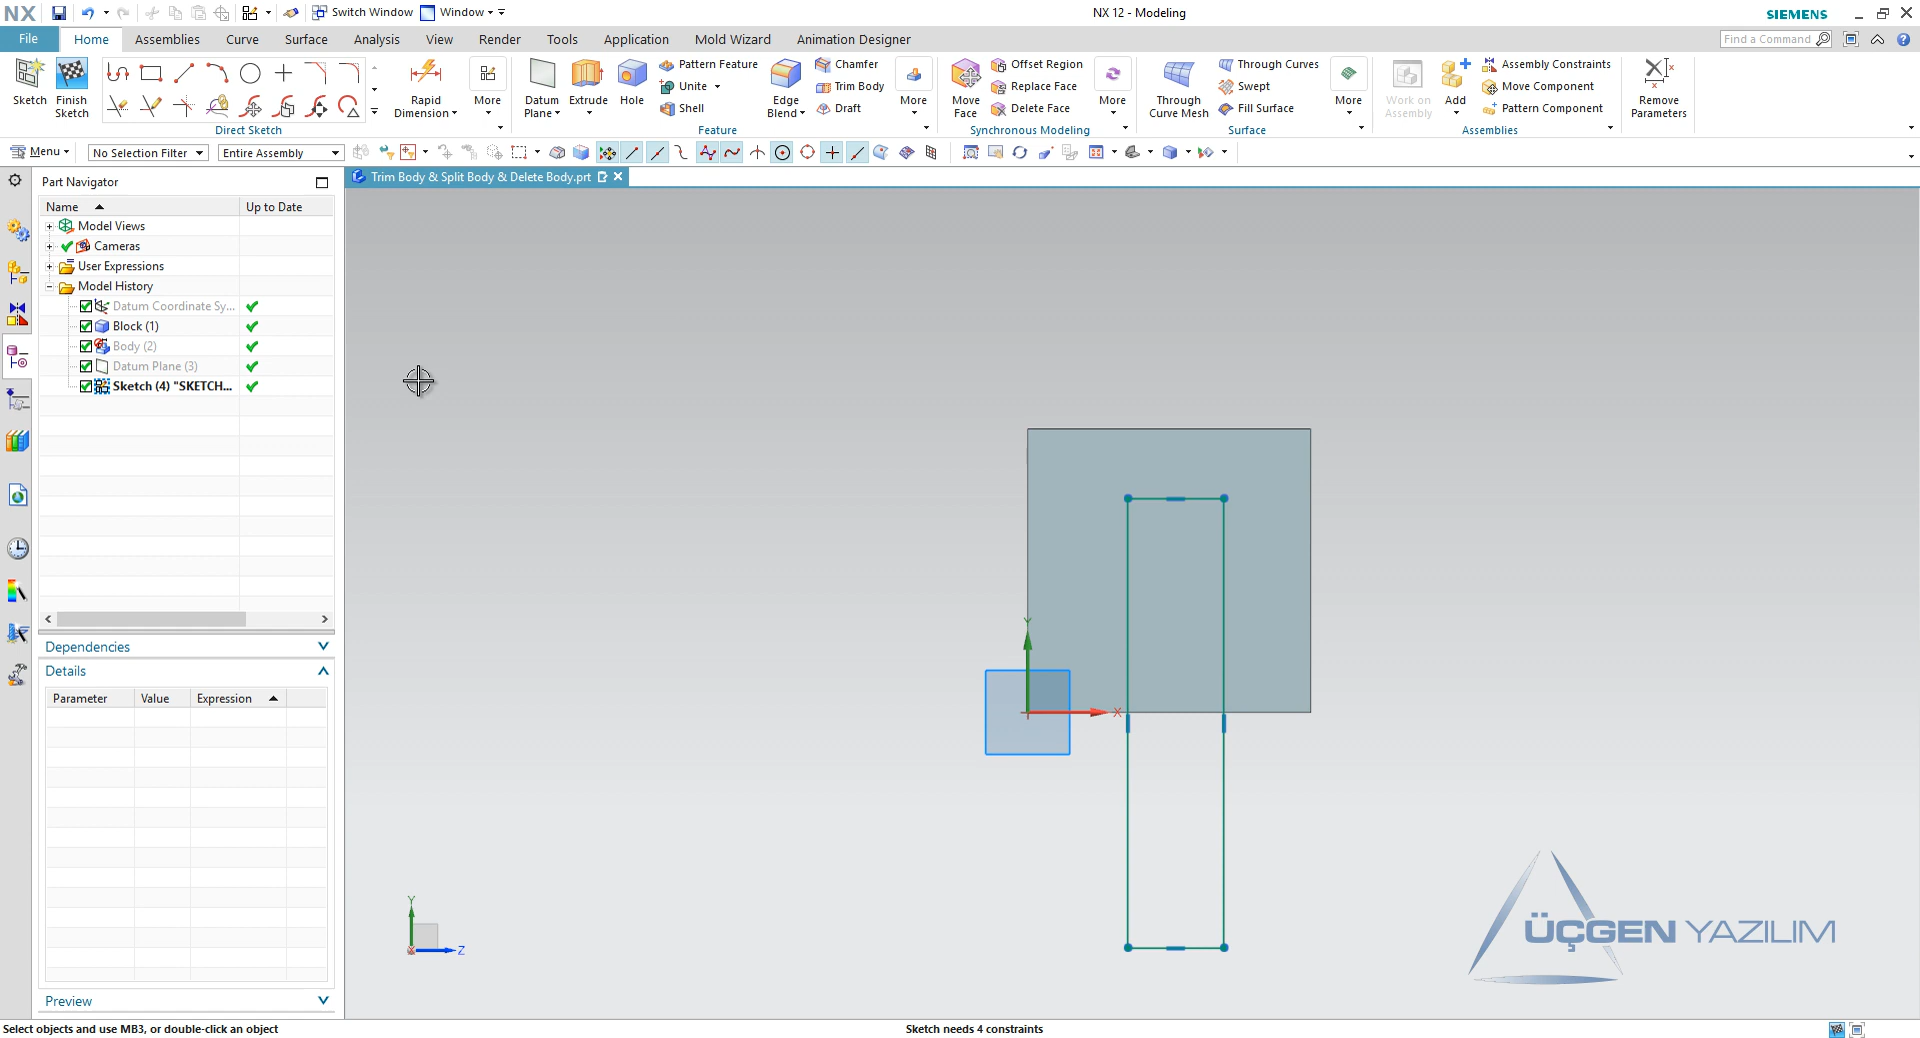 NX Switch Window Window NX 12 - Modeling SIEMENS
File Home Assemblies Curve Surface Analysis View Render Tools Application Mold Wizard Animation Designer Find a Command
Sketch Finish Sketch Rapid Dimension More Datum Plane Extrude Hole Pattern Feature Unite Shell Edge Blend Chamfer Trim Body Draft More Move Face Offset Region Replace Face Delete Face More Through Curve Mesh Through Curves Swept Fill Surface More Work on Assembly Add Assembly Constraints Move Component Pattern Component Remove Parameters
Direct Sketch Feature Synchronous Modeling Surface Assemblies
Menu No Selection Filter Entire Assembly
Part Navigator
Trim Body & Split Body & Delete Body.prt
Name Up to Date
Model Views
Cameras
User Expressions
Model History
Datum Coordinate Sy...
Block (1)
Body (2)
Datum Plane (3)
Sketch (4) "SKETCH...
Y
X
Dependencies
Details
Parameter Value Expression
Y
Z
ÜÇGEN YAZILIM
Preview
Select objects and use MB3, or double-click an object Sketch needs 4 constraints